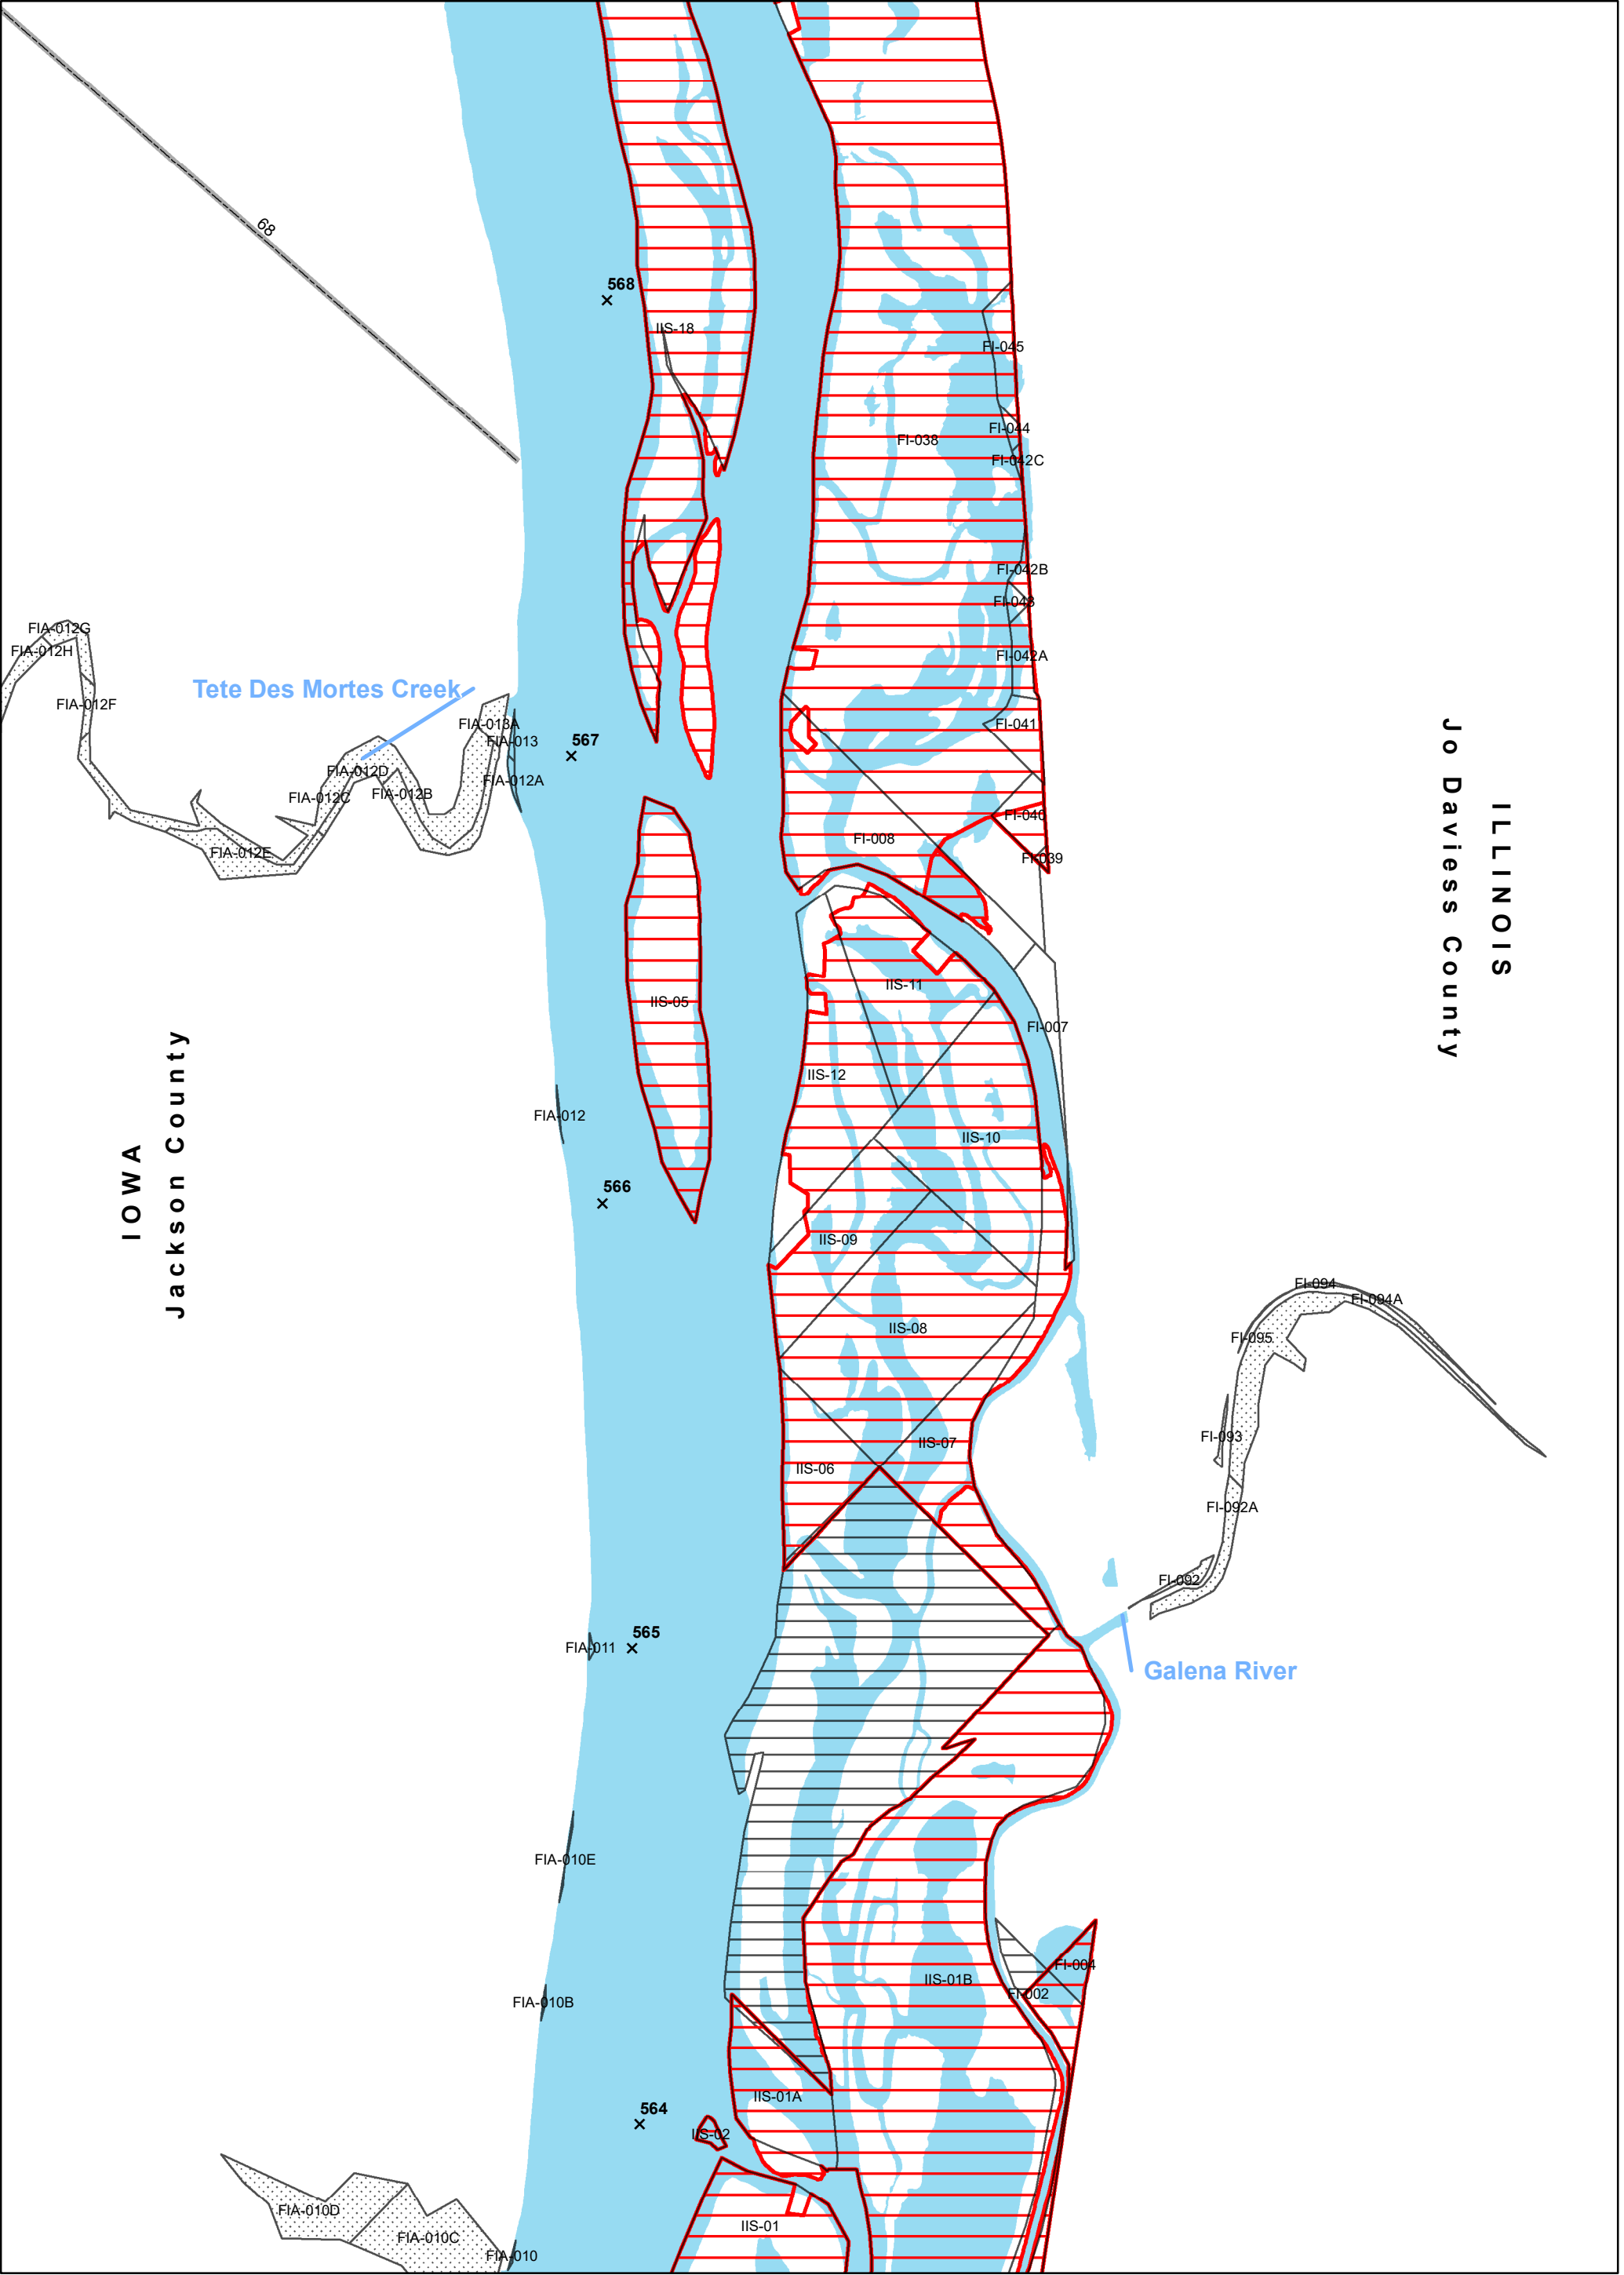 68
568
IIS-18
FI-045
FI-044
FI-038
FI-042C
FI-042B
FI-043
FIA-012G
FIA-012H
FI-042A
Tete Des Mortes Creek
FIA-012F
FIA-013A
FI-041
FIA-013
567
FIA-012D
FIA-012A
FIA-012B
FIA-012C
FI-040
FI-008
FIA-012E
FI-039
Jo Daviess County
ILLINOIS
IIS-11
IIS-05
FI-007
IIS-12
FIA-012
IIS-10
IOWA
Jackson County
566
IIS-09
FI-094
FI-094A
IIS-08
FI-095
FI-093
IIS-07
IIS-06
FI-092A
FI-092
565
FIA-011
Galena River
FIA-010E
FI-004
IIS-01B
FI-002
FIA-010B
IIS-01A
564
IIS-02
FIA-010D
IIS-01
FIA-010C
FIA-010